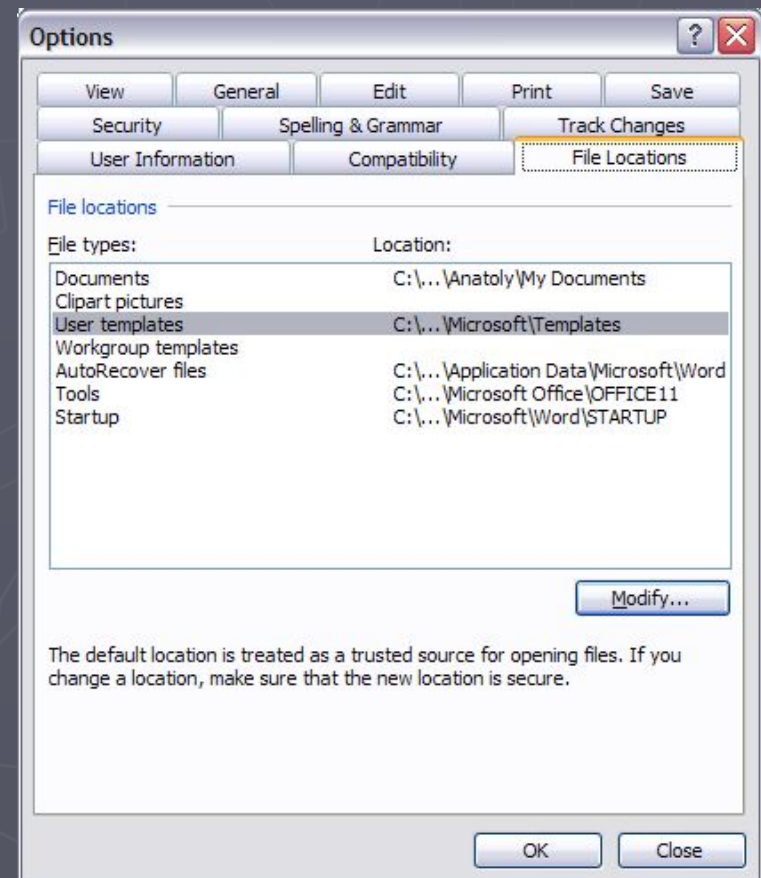 Options
View General Edit Print Save
Security Spelling & Grammar Track Changes
User Information Compatibility File Locations
File locations
File types: Location:
Documents C:\...\Anatoly\My Documents
Clipart pictures
User templates C:\...\Microsoft\Templates
Workgroup templates
AutoRecover files C:\...\Application Data\Microsoft\Word
Tools C:\...\Microsoft Office\OFFICE11
Startup C:\...\Microsoft\Word\STARTUP
Modify...
The default location is treated as a trusted source for opening files. If you
change a location, make sure that the new location is secure.
OK Close